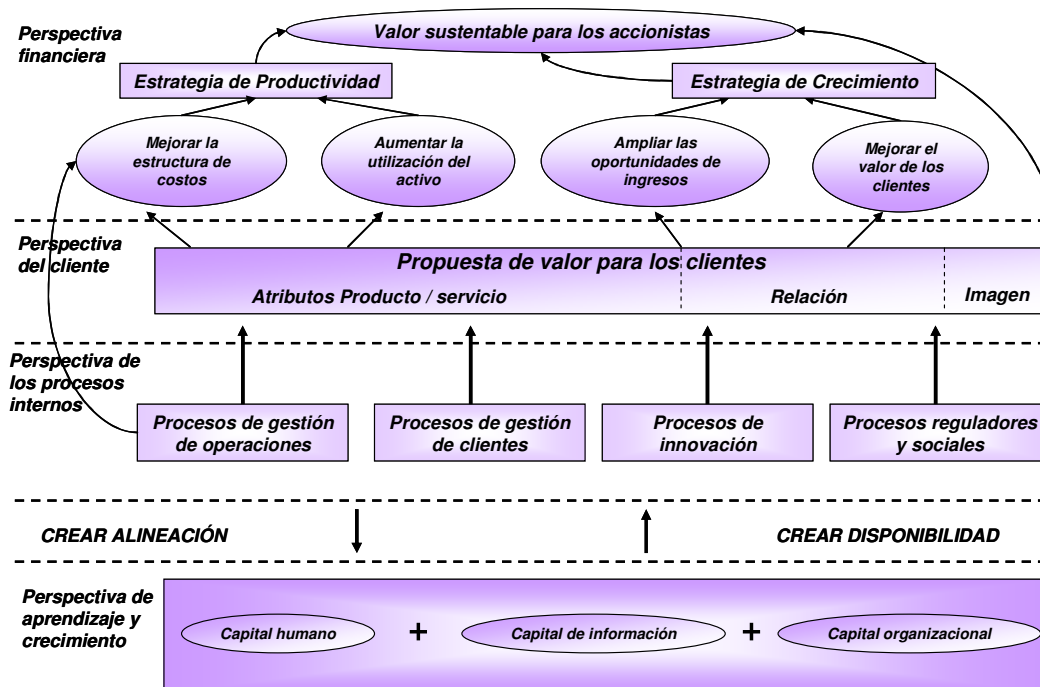 Perspectiva
financiera
Valor sustentable para los accionistas
Estrategia de Productividad
Estrategia de Crecimiento
Mejorar la
estructura de
costos
Aumentar la
utilización del
activo
Ampliar las
oportunidades de
ingresos
Mejorar el
valor de los
clientes
Perspectiva
del cliente
Propuesta de valor para los clientes
Atributos Producto / servicio
Relación
Imagen
Perspectiva de
los procesos
internos
Procesos de gestión
de operaciones
Procesos de gestión
de clientes
Procesos de
innovación
Procesos reguladores
y sociales
CREAR ALINEACIÓN
CREAR DISPONIBILIDAD
Perspectiva de
aprendizaje y
crecimiento
Capital humano
+
Capital de información
+
Capital organizacional